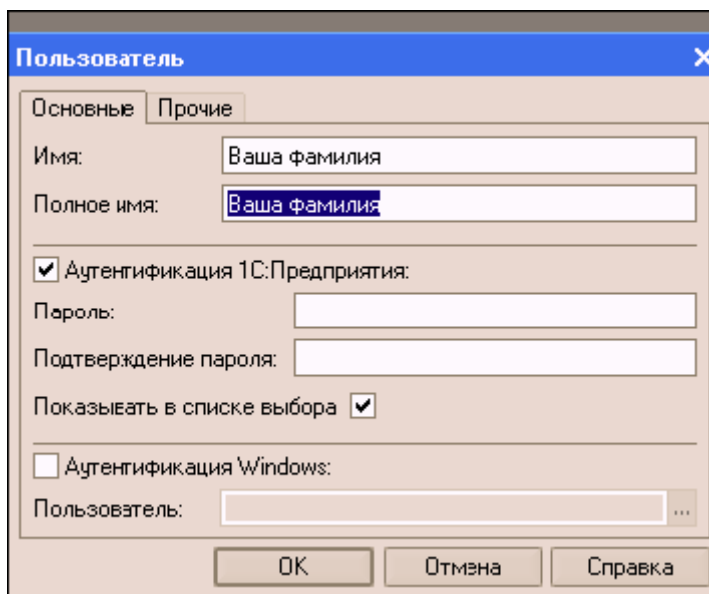 Пользователь
Основные Прочие
Имя: Ваша фамилия
Полное имя: Ваша фамилия
Аутентификация 1С:Предприятия:
Пароль:
Подтверждение пароля:
Показывать в списке выбора
Аутентификация Windows:
Пользователь: ...
OK Отмена Справка